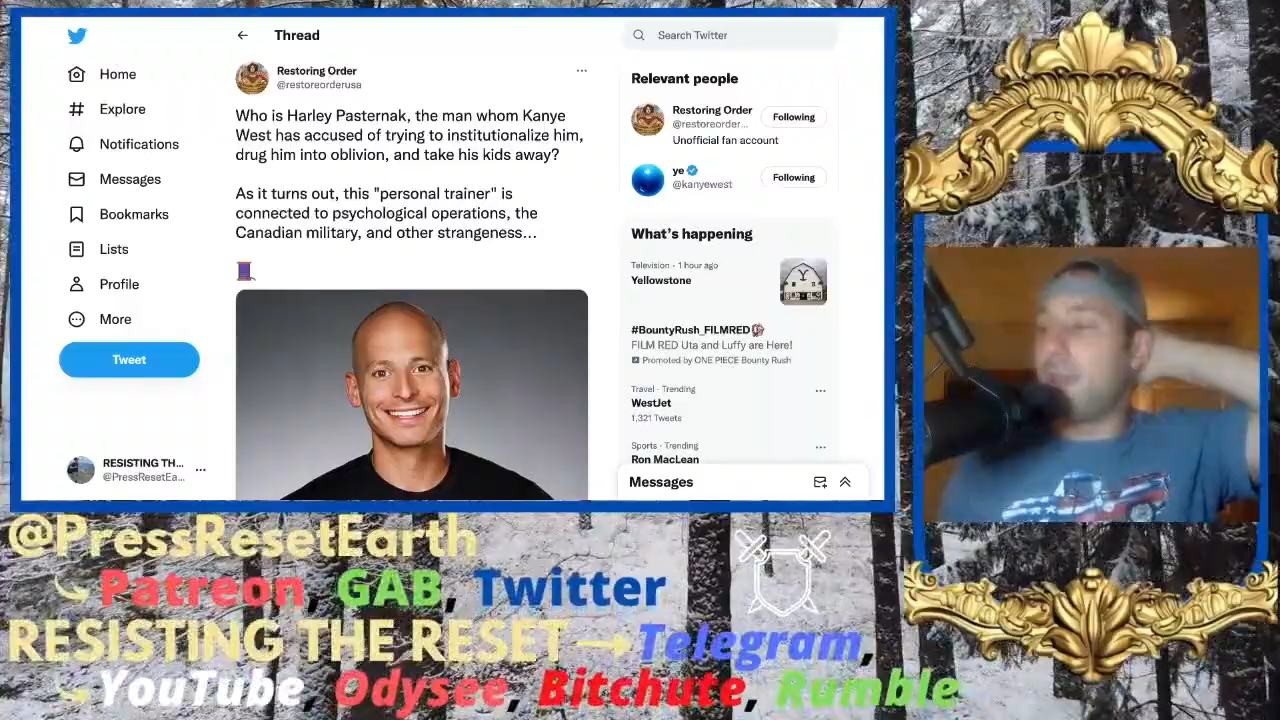 Home
Explore
Notifications
Messages
Bookmarks
Lists
Profile
More
Tweet
RESISTING TH...
@PressResetEa...
Thread
Restoring Order
@restoreorderusa
Who is Harley Pasternak, the man whom Kanye
West has accused of trying to institutionalize him,
drug him into oblivion, and take his kids away?
As it turns out, this "personal trainer" is
connected to psychological operations, the
Canadian military, and other strangeness...
Search Twitter
Relevant people
Restoring Order
@restoreorder...
Following
Unofficial fan account
ye
@kanyewest
Following
What's happening
Television · 1 hour ago
Yellowstone
#BountyRush_FILMRED
FILM RED Uta and Luffy are Here!
Promoted by ONE PIECE Bounty Rush
Travel · Trending
WestJet
1,321 Tweets
Sports · Trending
Ron MacLean
Messages
@PressResetEarth
Patreon, GAB, Twitter
RESISTING THE RESET → Telegram,
YouTube, Odysee, Bitchute, Rumble